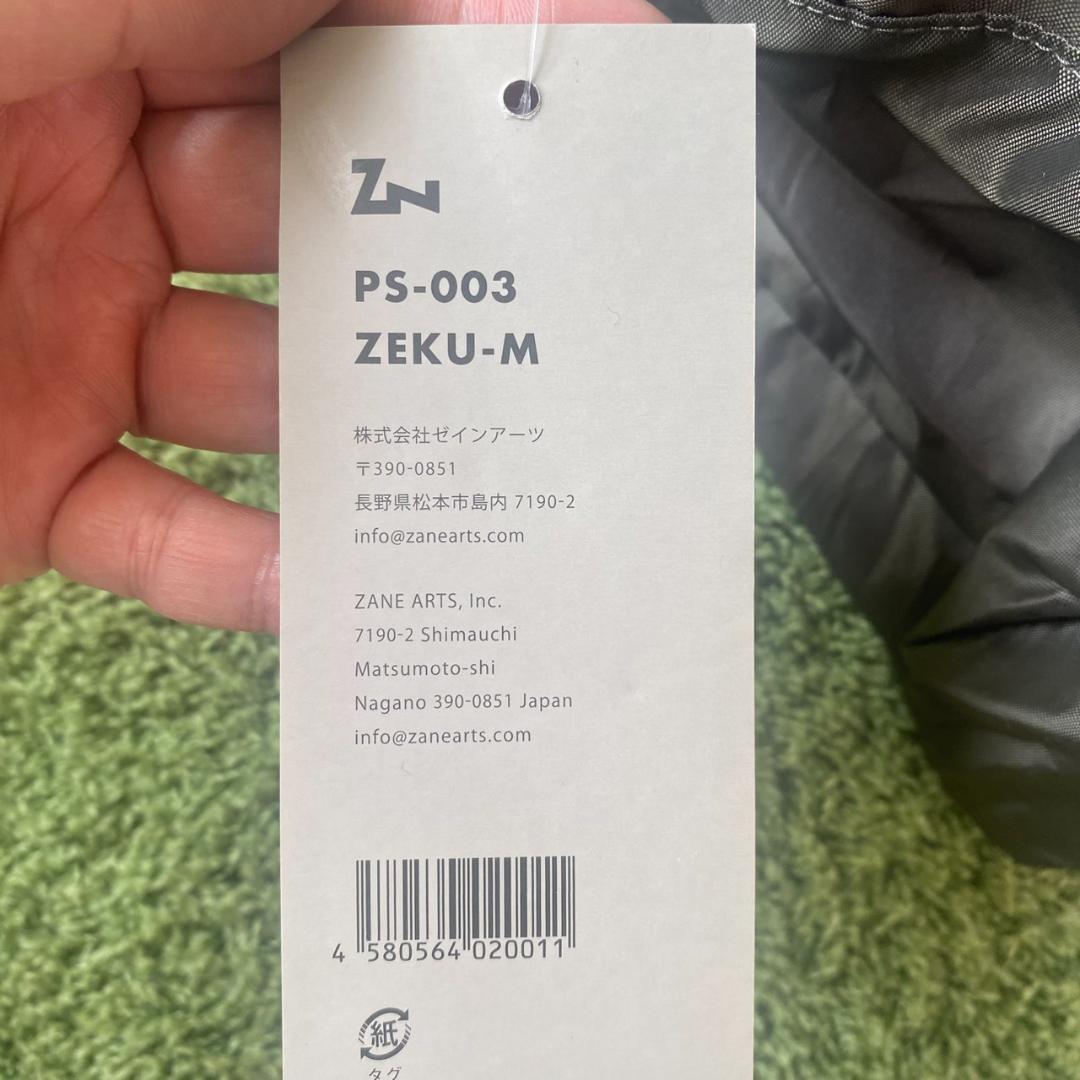 ZN
PS-003
ZEKU-M
株式会社ゼインアーツ
〒390-0851
長野県松本市島内 7190-2
info@zanearts.com
ZANE ARTS, Inc.
7190-2 Shimauchi
Matsumoto-shi
Nagano 390-0851 Japan
info@zanearts.com
4 580564 020011
紙
タグ